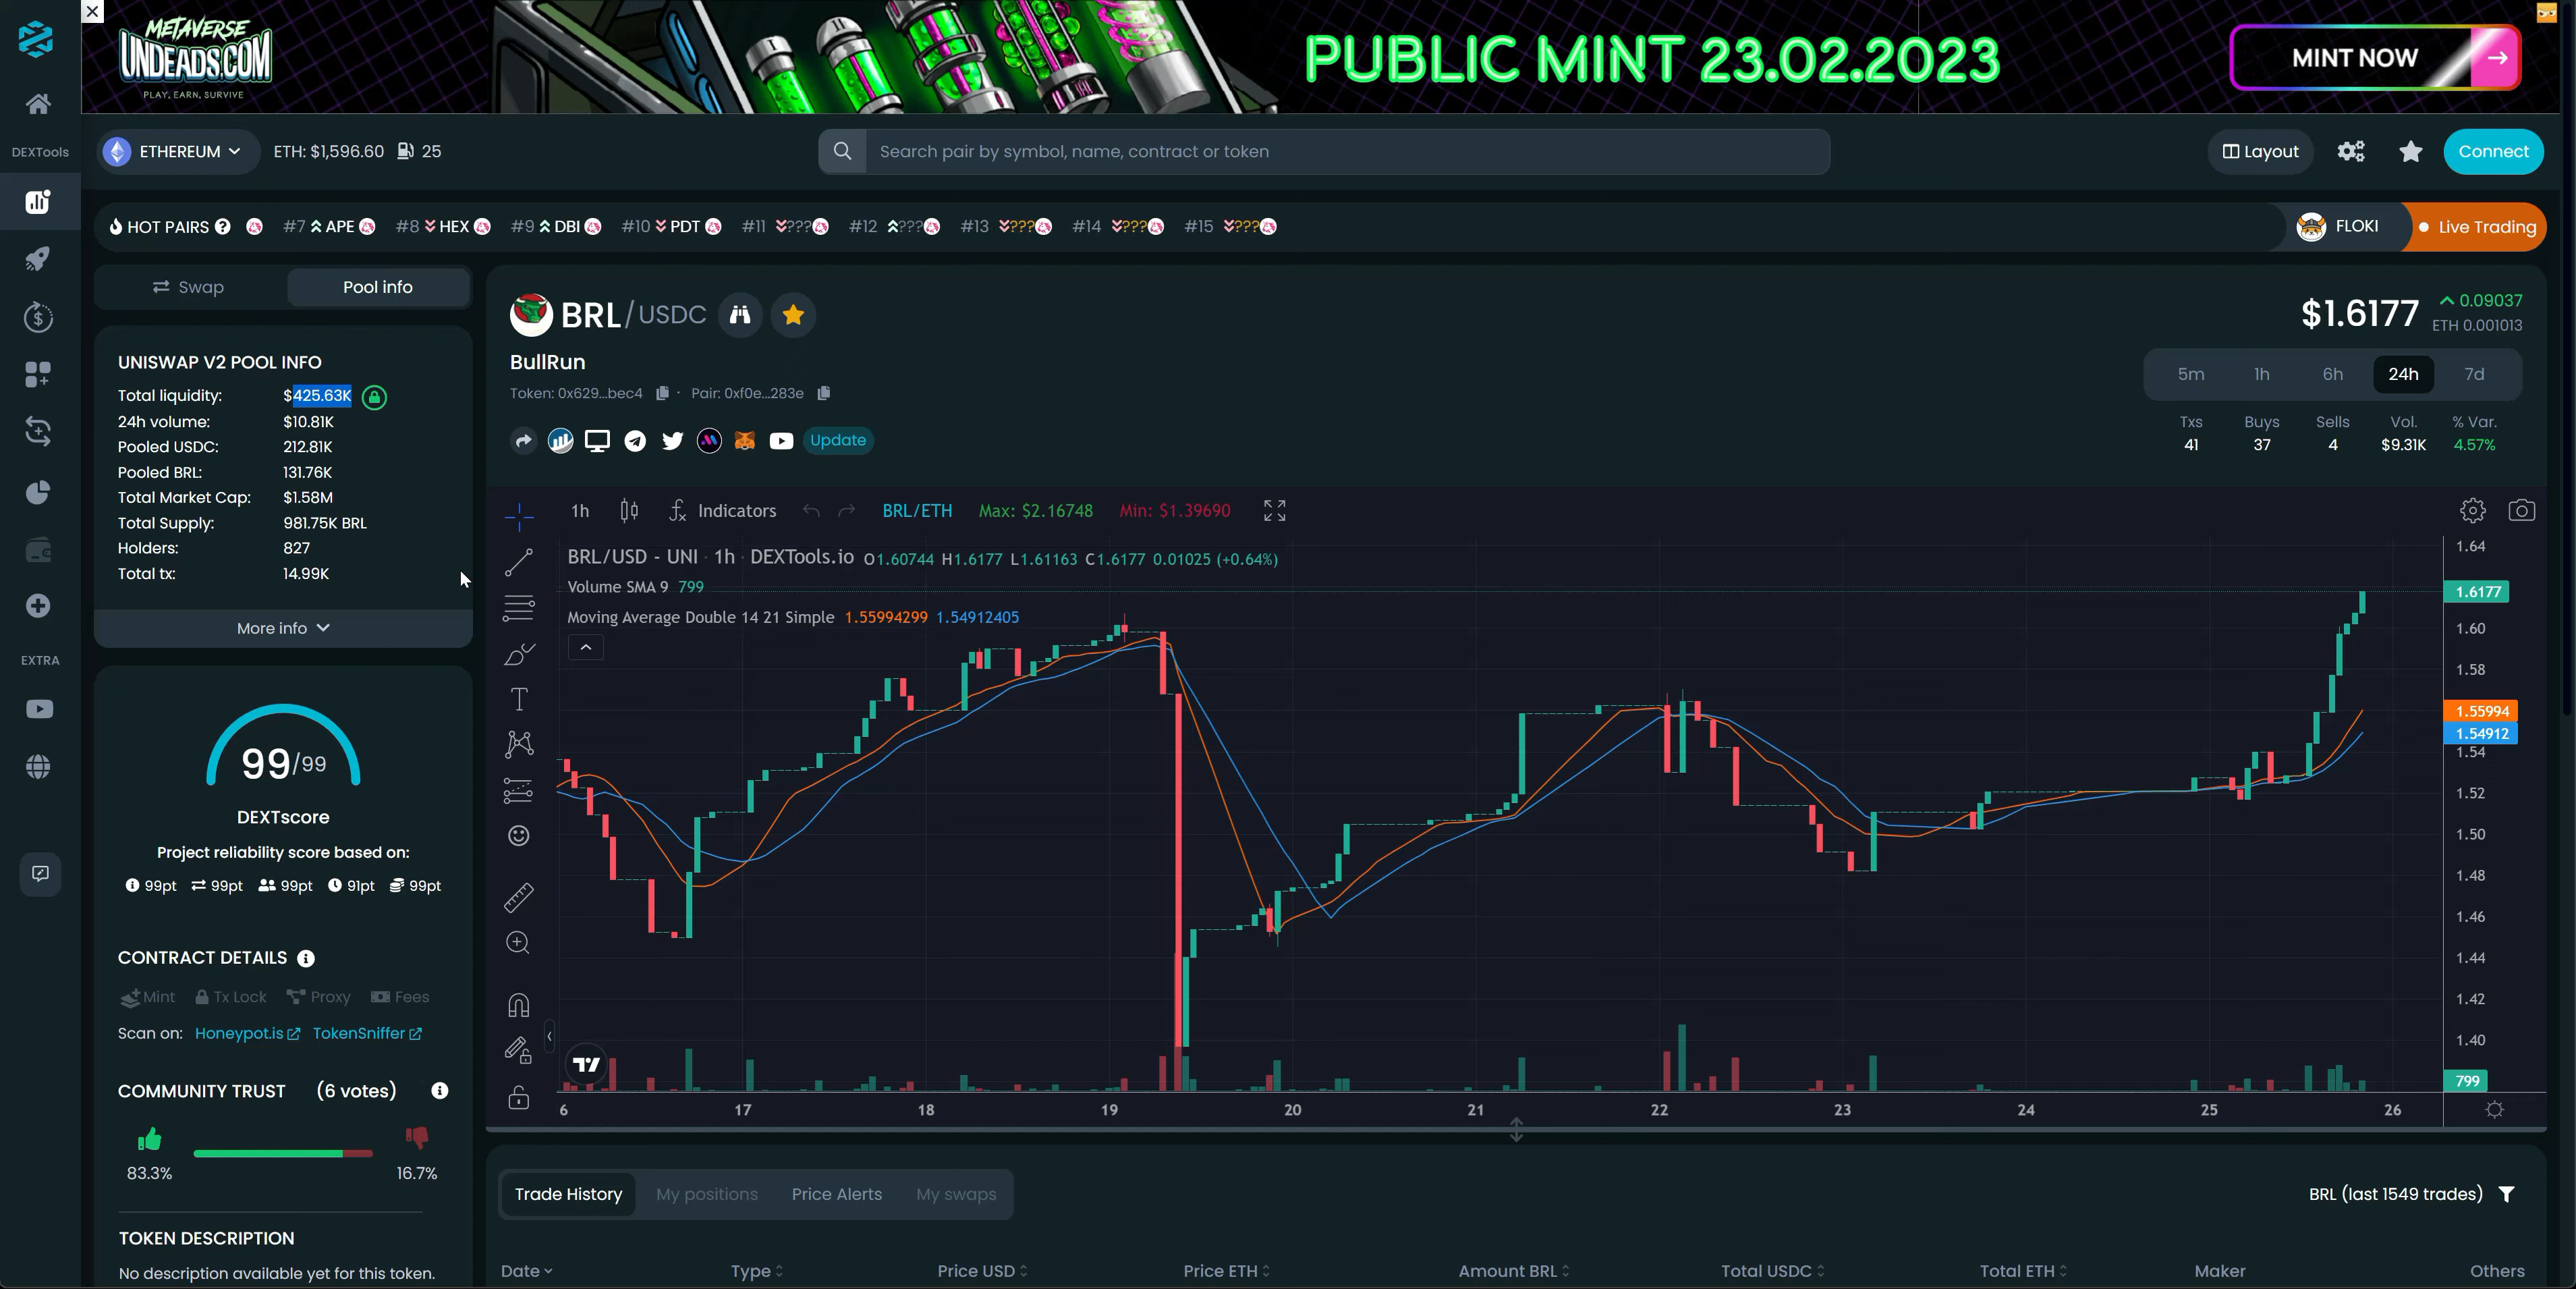 METAVERSE
UNDEADS.COM
PLAY, EARN, SURVIVE
PUBLIC MINT 23.02.2023
MINT NOW
DEXTools
ETHEREUM
ETH: $1,596.60
25
Search pair by symbol, name, contract or token
Layout
Connect
HOT PAIRS
#7 APE
#8 HEX
#9 DBI
#10 PDT
#11 ???
#12 ???
#13 ???
#14 ???
#15 ???
FLOKI
Live Trading
Swap
Pool info
UNISWAP V2 POOL INFO
Total liquidity: $425.63K
24h volume: $10.81K
Pooled USDC: 212.81K
Pooled BRL: 131.76K
Total Market Cap: $1.58M
Total Supply: 981.75K BRL
Holders: 827
Total tx: 14.99K
More info
EXTRA
99/99
DEXTscore
Project reliability score based on:
99pt 99pt 99pt 91pt 99pt
CONTRACT DETAILS
Mint Tx Lock Proxy Fees
Scan on: Honeypot.is TokenSniffer
COMMUNITY TRUST (6 votes)
83.3% 16.7%
TOKEN DESCRIPTION
No description available yet for this token.
BRL/USDC
BullRun
Token: 0x629...bec4 · Pair: 0xf0e...283e
Update
$1.6177
0.09037
ETH 0.001013
5m 1h 6h 24h 7d
Txs Buys Sells Vol. % Var.
41 37 4 $9.31K 4.57%
1h Indicators BRL/ETH Max: $2.16748 Min: $1.39690
BRL/USD - UNI · 1h · DEXTools.io O1.60744 H1.6177 L1.61163 C1.6177 0.01025 (+0.64%)
Volume SMA 9 799
Moving Average Double 14 21 Simple 1.55994299 1.54912405
1.64
1.6177
1.60
1.58
1.55994
1.54912
1.54
1.52
1.50
1.48
1.46
1.44
1.42
1.40
799
6 17 18 19 20 21 22 23 24 25 26
Trade History My positions Price Alerts My swaps
BRL (last 1549 trades)
Date Type Price USD Price ETH Amount BRL Total USDC Total ETH Maker Others